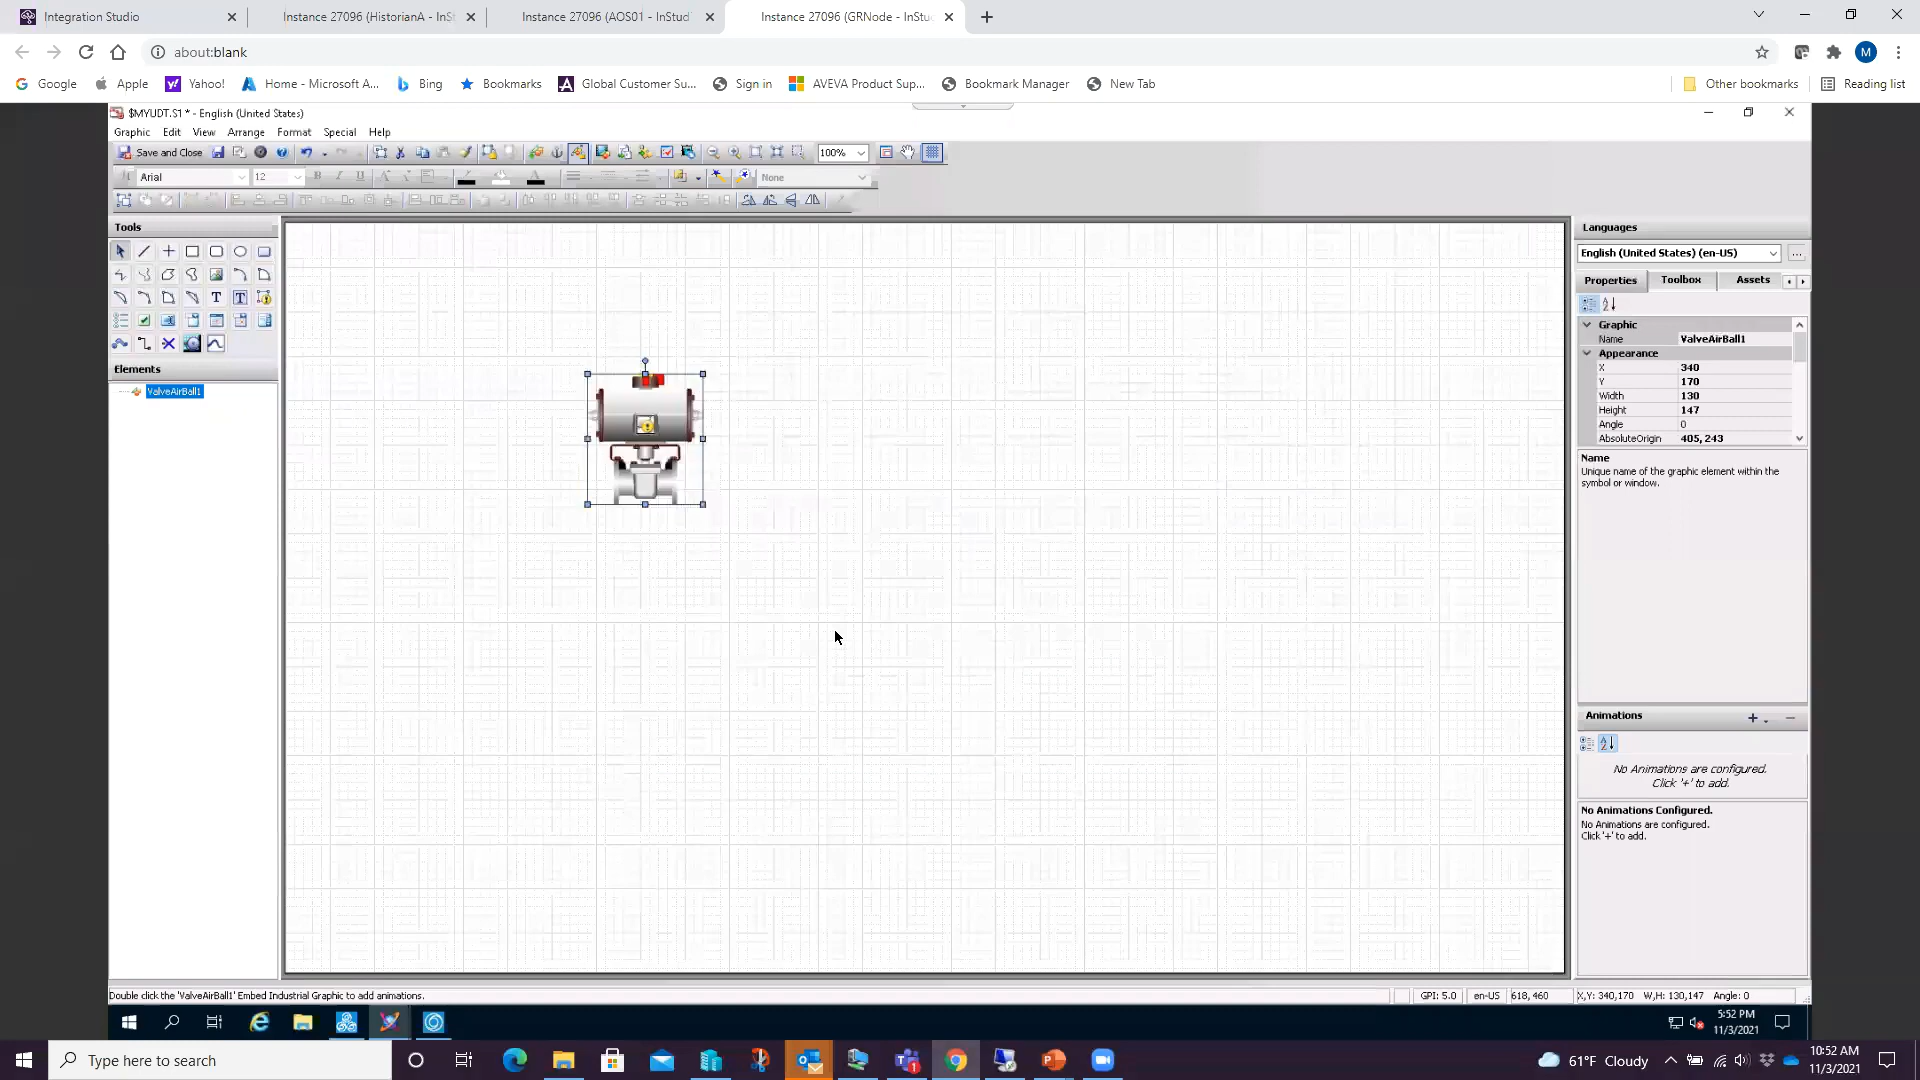 Integration Studio
Instance 27096 (HistorianA - InSt
Instance 27096 (AOS01 - InStud
Instance 27096 (GRNode - InStu
about:blank
M
Google
Apple
Yahoo!
Home - Microsoft A...
Bing
Bookmarks
Global Customer Su...
Sign in
AVEVA Product Sup...
Bookmark Manager
New Tab
Other bookmarks
Reading list
$MYUDT.S1 * - English (United States)
Graphic Edit View Arrange Format Special Help
Save and Close
100%
Arial
12
None
Tools
Elements
ValveAirBall1
Languages
English (United States) (en-US)
Properties Toolbox Assets
Graphic
Name ValveAirBall1
Appearance
X 340
Y 170
Width 130
Height 147
Angle 0
AbsoluteOrigin 405, 243
Name
Unique name of the graphic element within the
symbol or window.
Animations
No Animations are configured.
Click '+' to add.
No Animations Configured.
No Animations are configured.
Click '+' to add.
Double click the 'ValveAirBall1' Embed Industrial Graphic to add animations.
GPI: 5.0
en-US
618, 460
X,Y: 340,170 W,H: 130,147 Angle: 0
5:52 PM
11/3/2021
Type here to search
61°F Cloudy
10:52 AM
11/3/2021